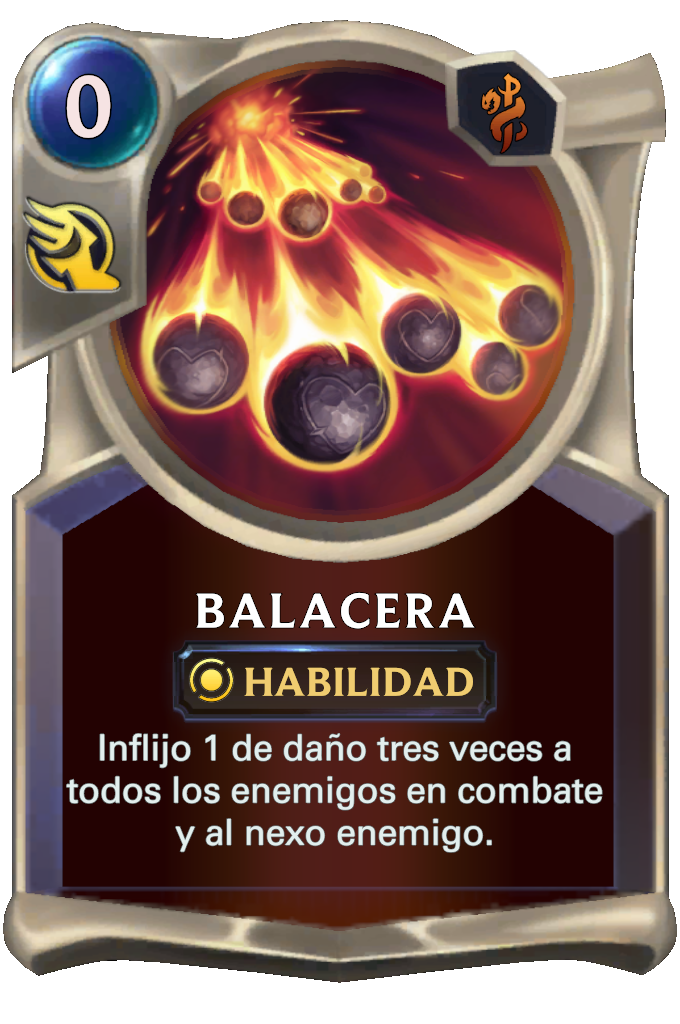 0
BALACERA
HABILIDAD
Inflijo 1 de daño tres veces a
todos los enemigos en combate
y al nexo enemigo.